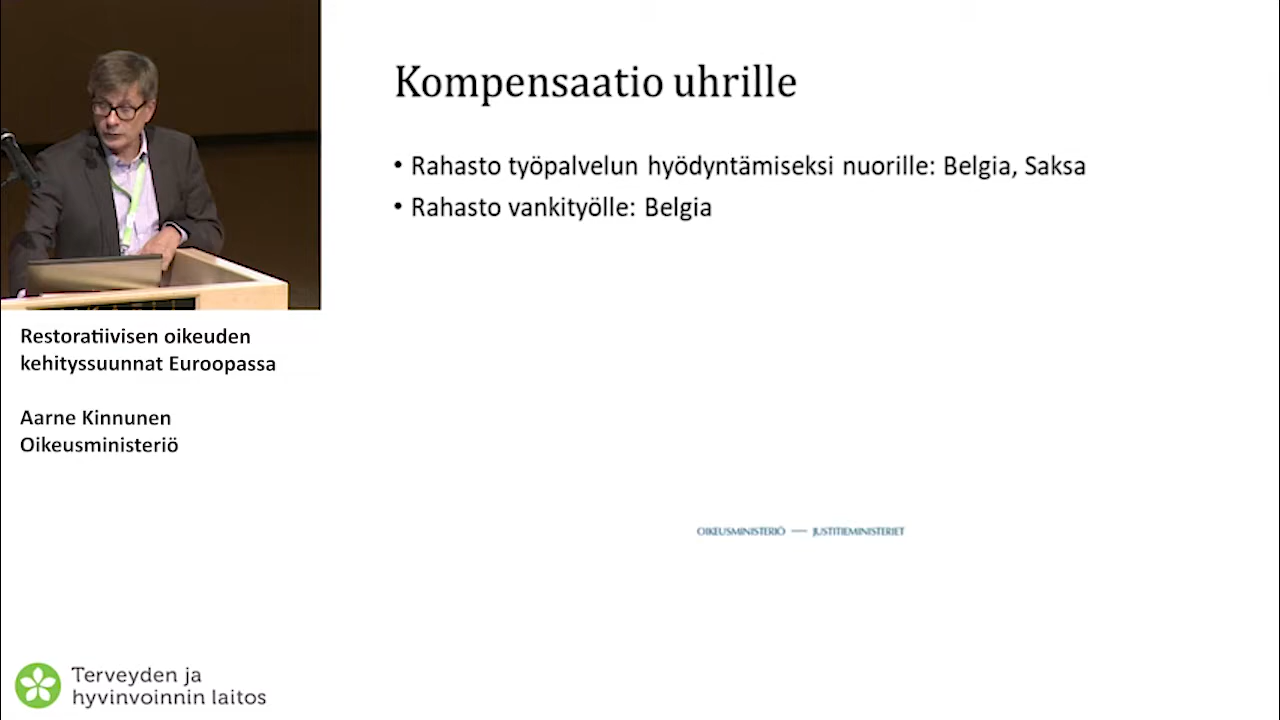 Kompensaatio uhrille
• Rahasto työpalvelun hyödyntämiseksi nuorille: Belgia, Saksa
• Rahasto vankityölle: Belgia
Restoratiivisen oikeuden
kehityssuunnat Euroopassa
Aarne Kinnunen
Oikeusministeriö
OIKEUSMINISTERIÖ — JUSTITIEMINISTERIET
Terveyden ja
hyvinvoinnin laitos